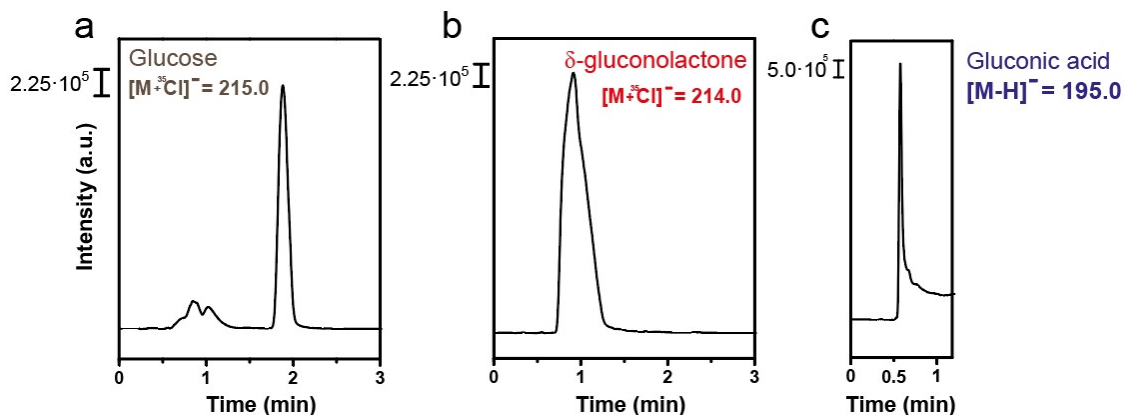 a
Glucose
[M+³⁵Cl]⁻ = 215.0
2.25·10⁵
Intensity (a.u.)
0 1 2 3
Time (min)
b
δ-gluconolactone
[M+³⁵Cl]⁻ = 214.0
2.25·10⁵
0 1 2 3
Time (min)
c
Gluconic acid
[M-H]⁻ = 195.0
5.0·10⁵
0 0.5 1
Time (min)